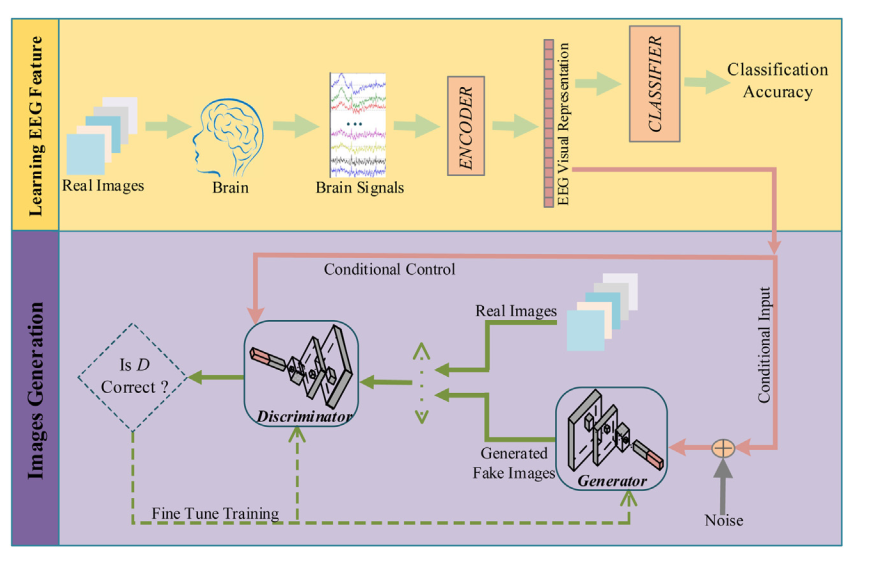 Learning EEG Feature
Real Images
Brain
Brain Signals
ENCODER
EEG Visual Representation
CLASSIFIER
Classification
Accuracy
Images Generation
Conditional Control
Real Images
Conditional Input
Is D
Correct ?
Discriminator
Generated
Fake Images
Generator
Fine Tune Training
Noise